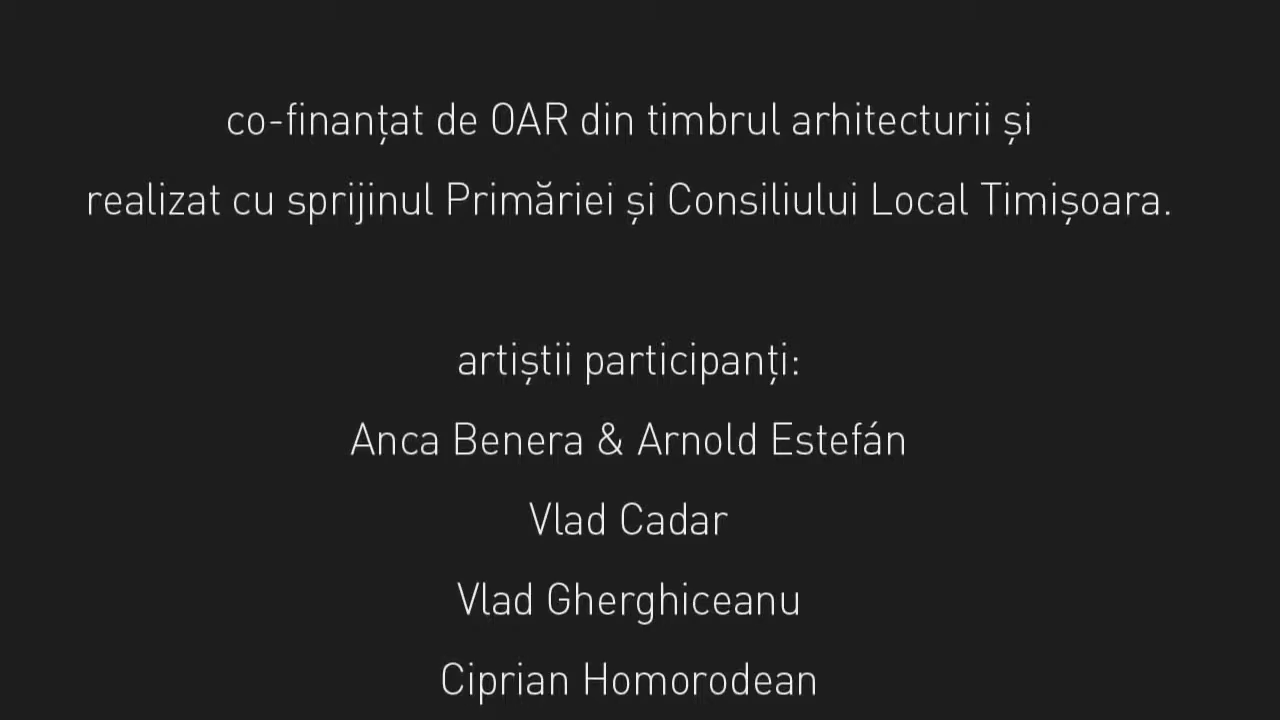 co-finanțat de OAR din timbrul arhitecturii și
realizat cu sprijinul Primăriei și Consiliului Local Timișoara.
artiștii participanți:
Anca Benera & Arnold Estefán
Vlad Cadar
Vlad Gherghiceanu
Ciprian Homorodean